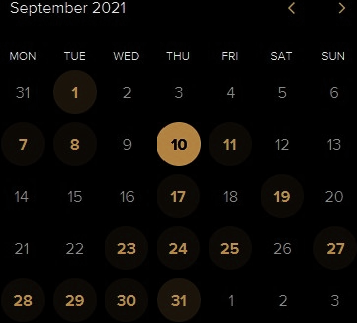 September 2021
MON TUE WED THU FRI SAT SUN
31 1 2 3 4 5 6
7 8 9 10 11 12 13
14 15 16 17 18 19 20
21 22 23 24 25 26 27
28 29 30 31 1 2 3